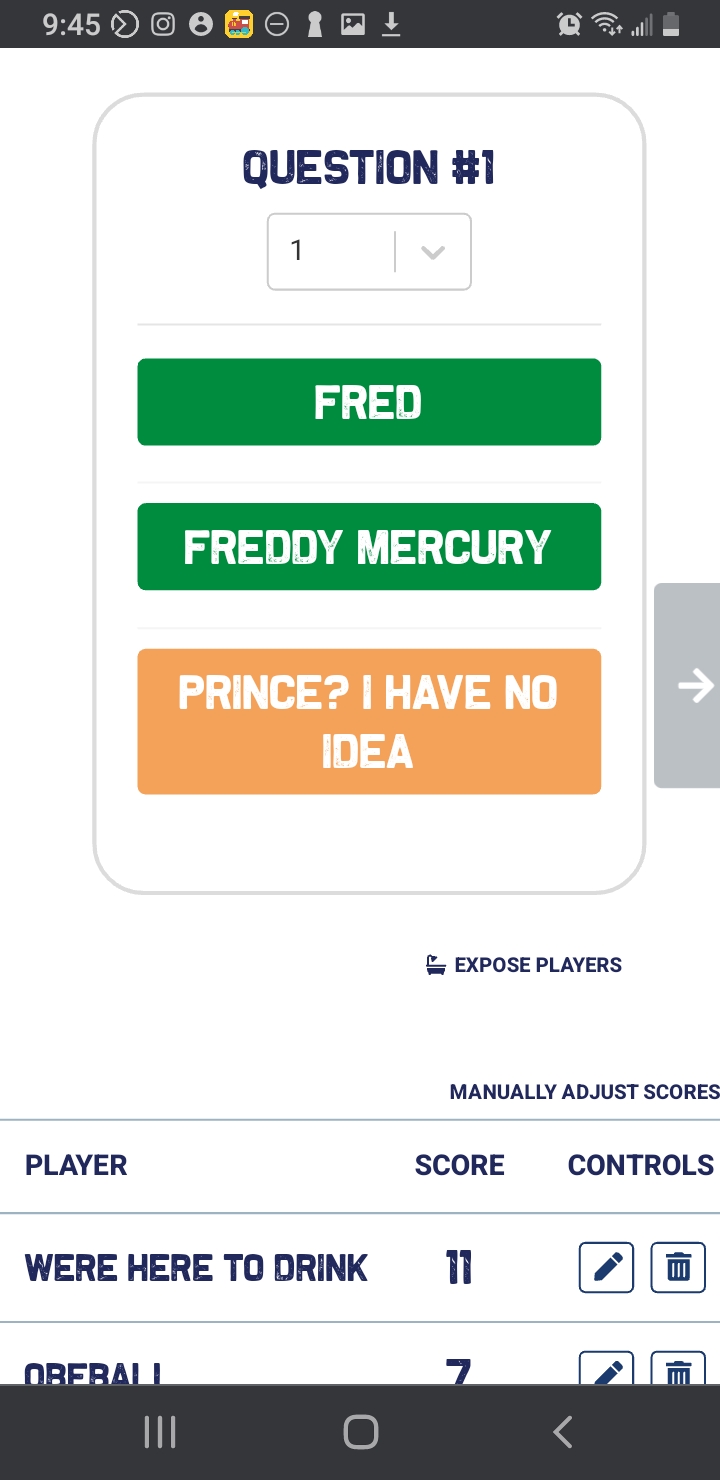 9:45
QUESTION #1
1
FRED
FREDDY MERCURY
PRINCE? I HAVE NO
IDEA
EXPOSE PLAYERS
MANUALLY ADJUST SCORES
PLAYER SCORE CONTROLS
WERE HERE TO DRINK 11
7